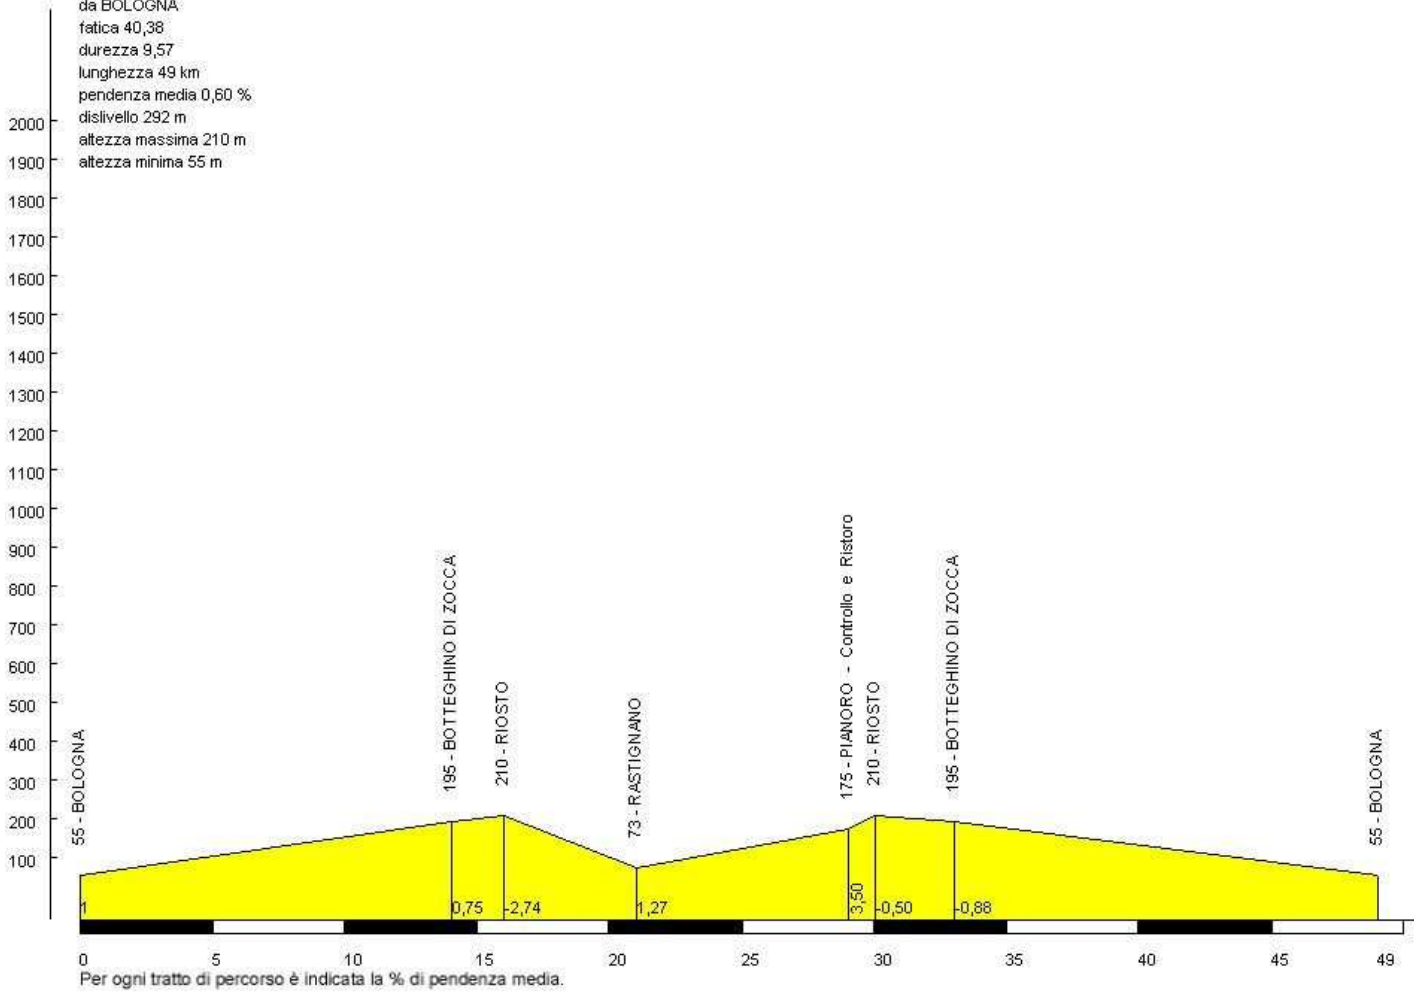 da BOLOGNA
fatica 40,38
durezza 9,57
lunghezza 49 km
pendenza media 0,60 %
dislivello 292 m
altezza massima 210 m
altezza minima 55 m
2000
1900
1800
1700
1600
1500
1400
1300
1200
1100
1000
900
800
700
600
500
400
300
200
100
55 - BOLOGNA
195 - BOTTEGHINO DI ZOCCA
210 - RIOSTO
73 - RASTIGNANO
175 - PIANORO - Controllo e Ristoro
210 - RIOSTO
195 - BOTTEGHINO DI ZOCCA
55 - BOLOGNA
1
0,75
-2,74
1,27
3,50
-0,50
-0,88
0 5 10 15 20 25 30 35 40 45 49
Per ogni tratto di percorso è indicata la % di pendenza media.